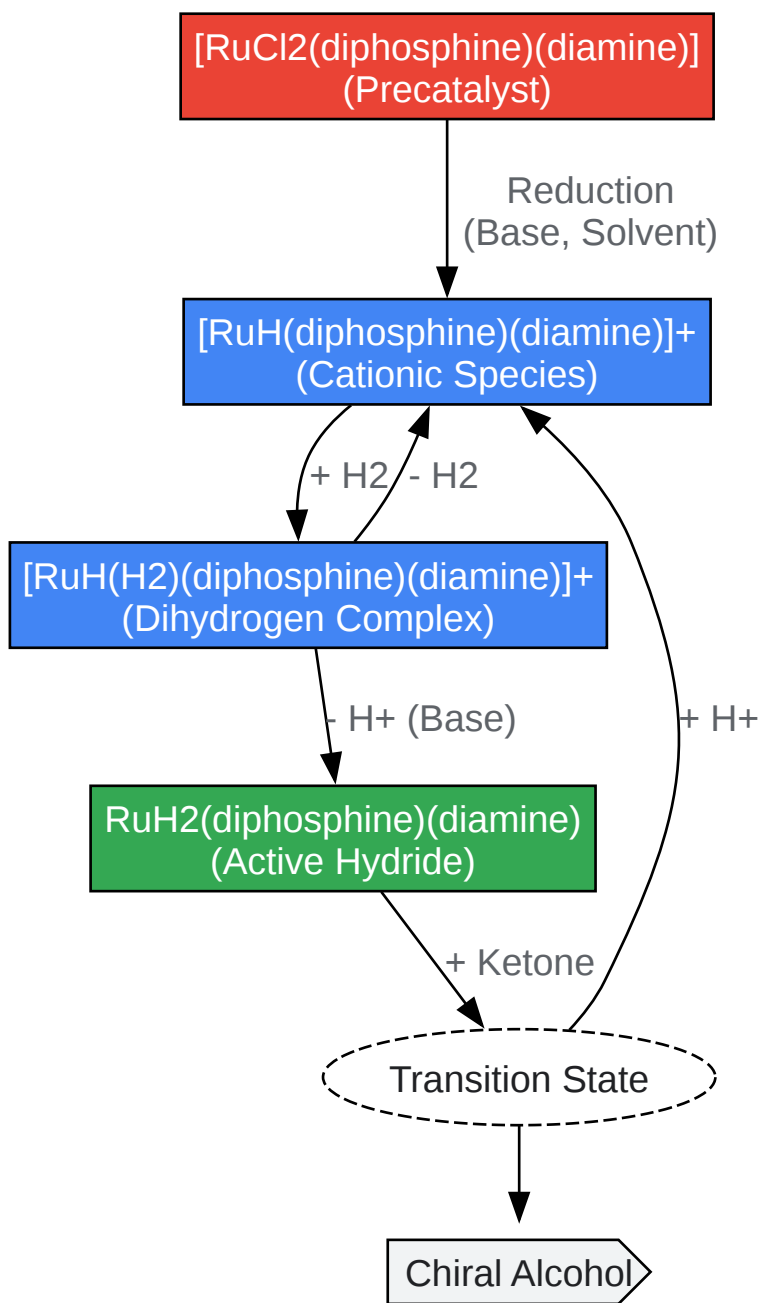 [RuCl2(diphosphine)(diamine)]
(Precatalyst)
Reduction
(Base, Solvent)
[RuH(diphosphine)(diamine)]+
(Cationic Species)
+ H2
- H2
[RuH(H2)(diphosphine)(diamine)]+
(Dihydrogen Complex)
- H+ (Base)
+ H+
RuH2(diphosphine)(diamine)
(Active Hydride)
+ Ketone
Transition State
Chiral Alcohol